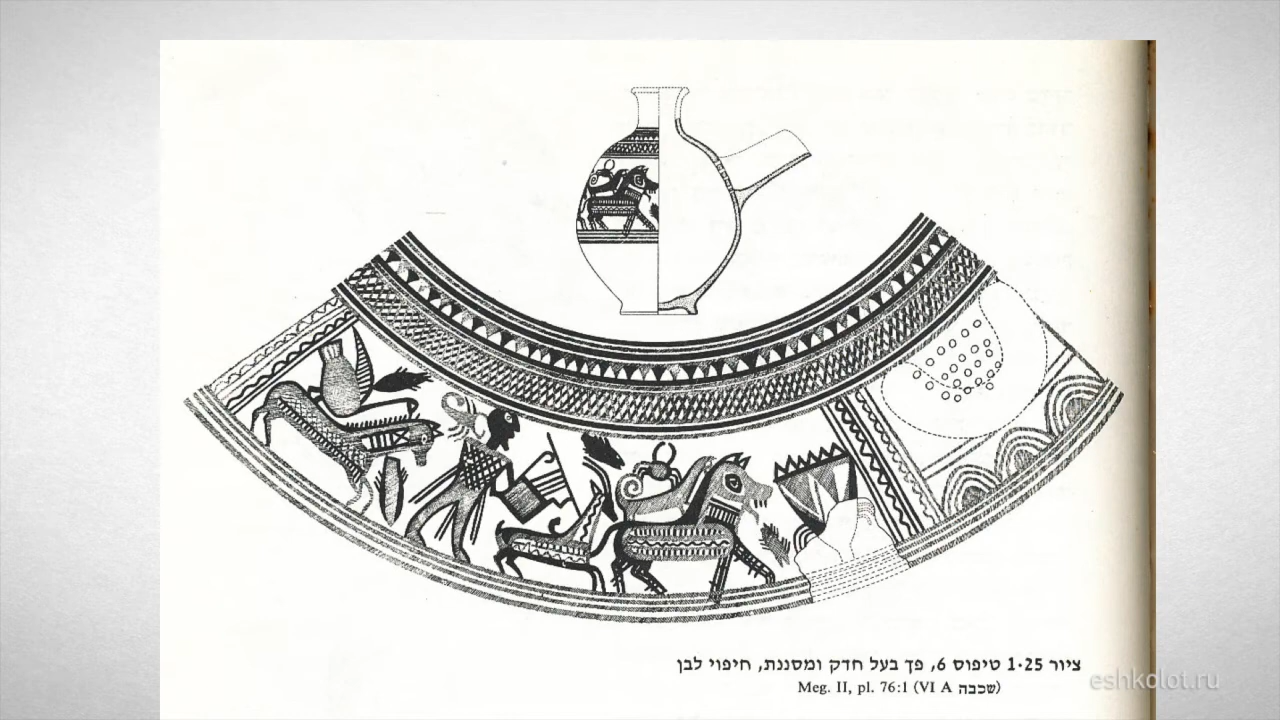 ציור 1·25 טיפוס 6, פך בעל חדק ומסננת, חיפוי לבן
Meg. II, pl. 76:1 (VI A שכבה)
eshkolot.ru